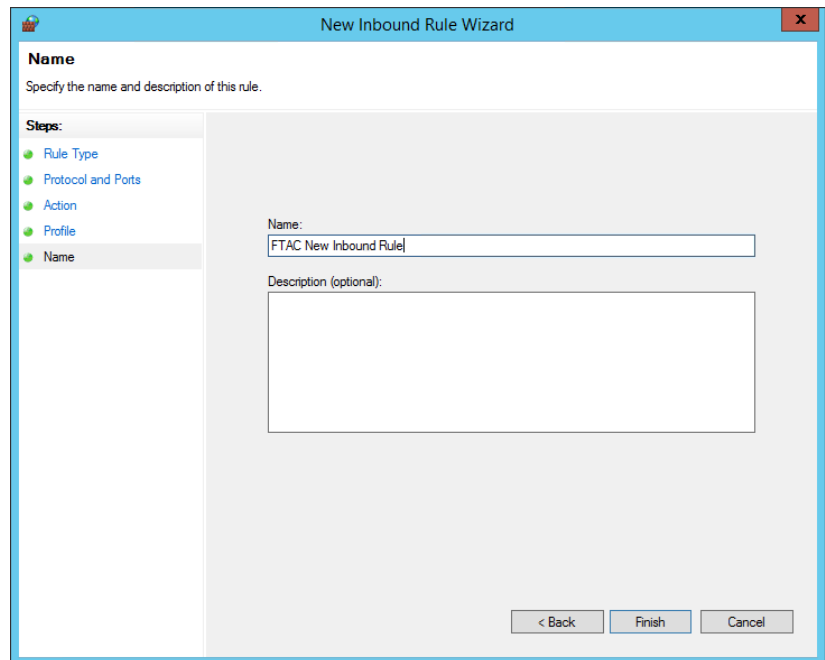 New Inbound Rule Wizard
x
Name
Specify the name and description of this rule.
Steps:
Rule Type
Protocol and Ports
Action
Profile
Name
Name:
FTAC New Inbound Rule
Description (optional):
< Back
Finish
Cancel